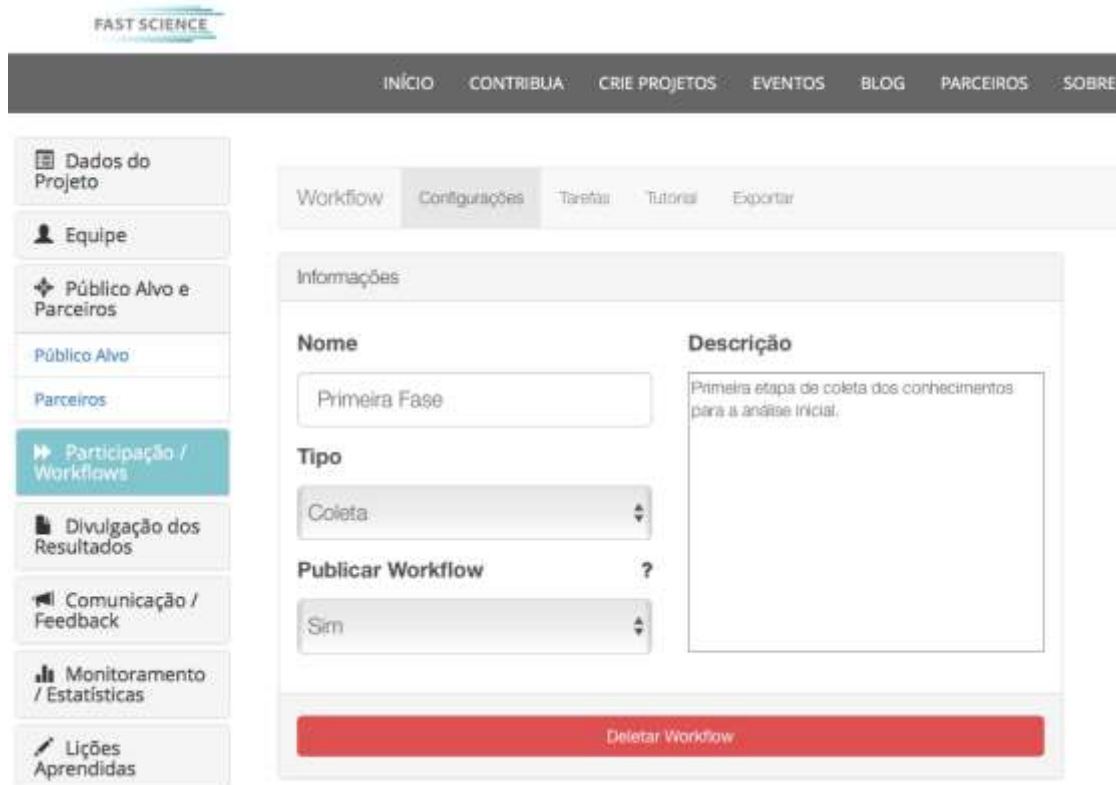 FAST SCIENCE
INÍCIO CONTRIBUA CRIE PROJETOS EVENTOS BLOG PARCEIROS SOBRE
Dados do
Projeto
Equipe
Público Alvo e
Parceiros
Público Alvo
Parceiros
Participação /
Workflows
Divulgação dos
Resultados
Comunicação /
Feedback
Monitoramento
/ Estatísticas
Lições
Aprendidas
Workflow Configurações Tarefas Tutorial Exportar
Informações
Nome
Primeira Fase
Tipo
Coleta
Publicar Workflow ?
Sim
Descrição
Primeira etapa de coleta dos conhecimentos
para a análise inicial.
Deletar Workflow